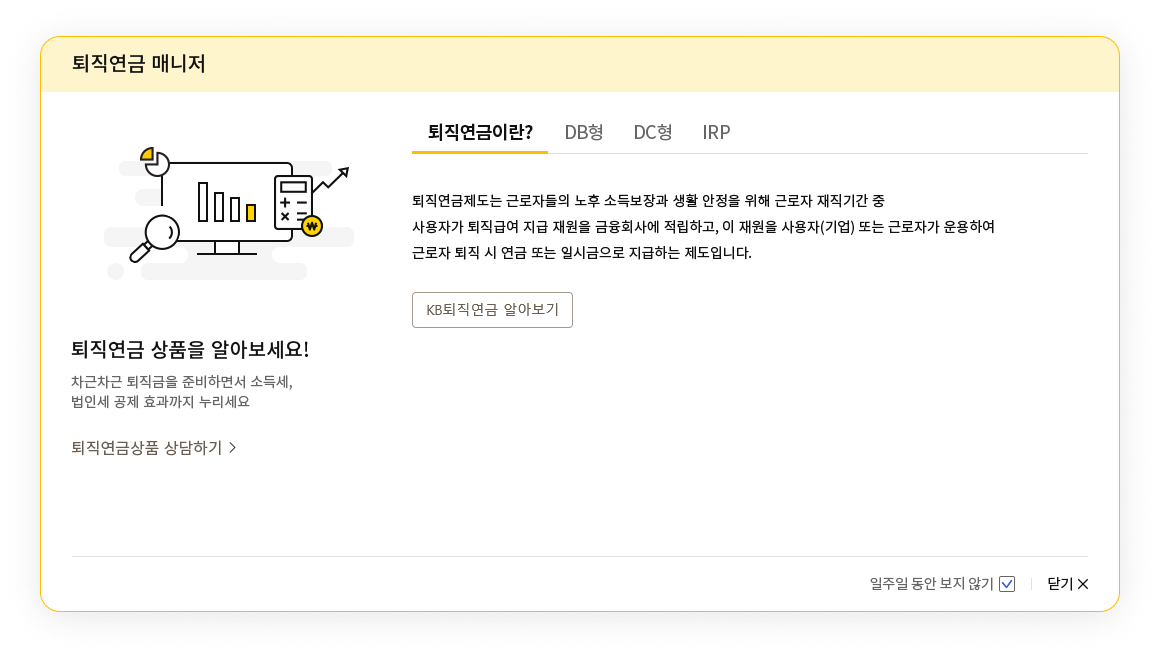 퇴직연금 매니저
퇴직연금 상품을 알아보세요!
차근차근 퇴직금을 준비하면서 소득세,
법인세 공제 효과까지 누리세요
퇴직연금상품 상담하기
퇴직연금이란? DB형 DC형 IRP
퇴직연금제도는 근로자들의 노후 소득보장과 생활 안정을 위해 근로자 재직기간 중
사용자가 퇴직급여 지급 재원을 금융회사에 적립하고, 이 재원을 사용자(기업) 또는 근로자가 운용하여
근로자 퇴직 시 연금 또는 일시금으로 지급하는 제도입니다.
KB퇴직연금 알아보기
일주일 동안 보지 않기 닫기